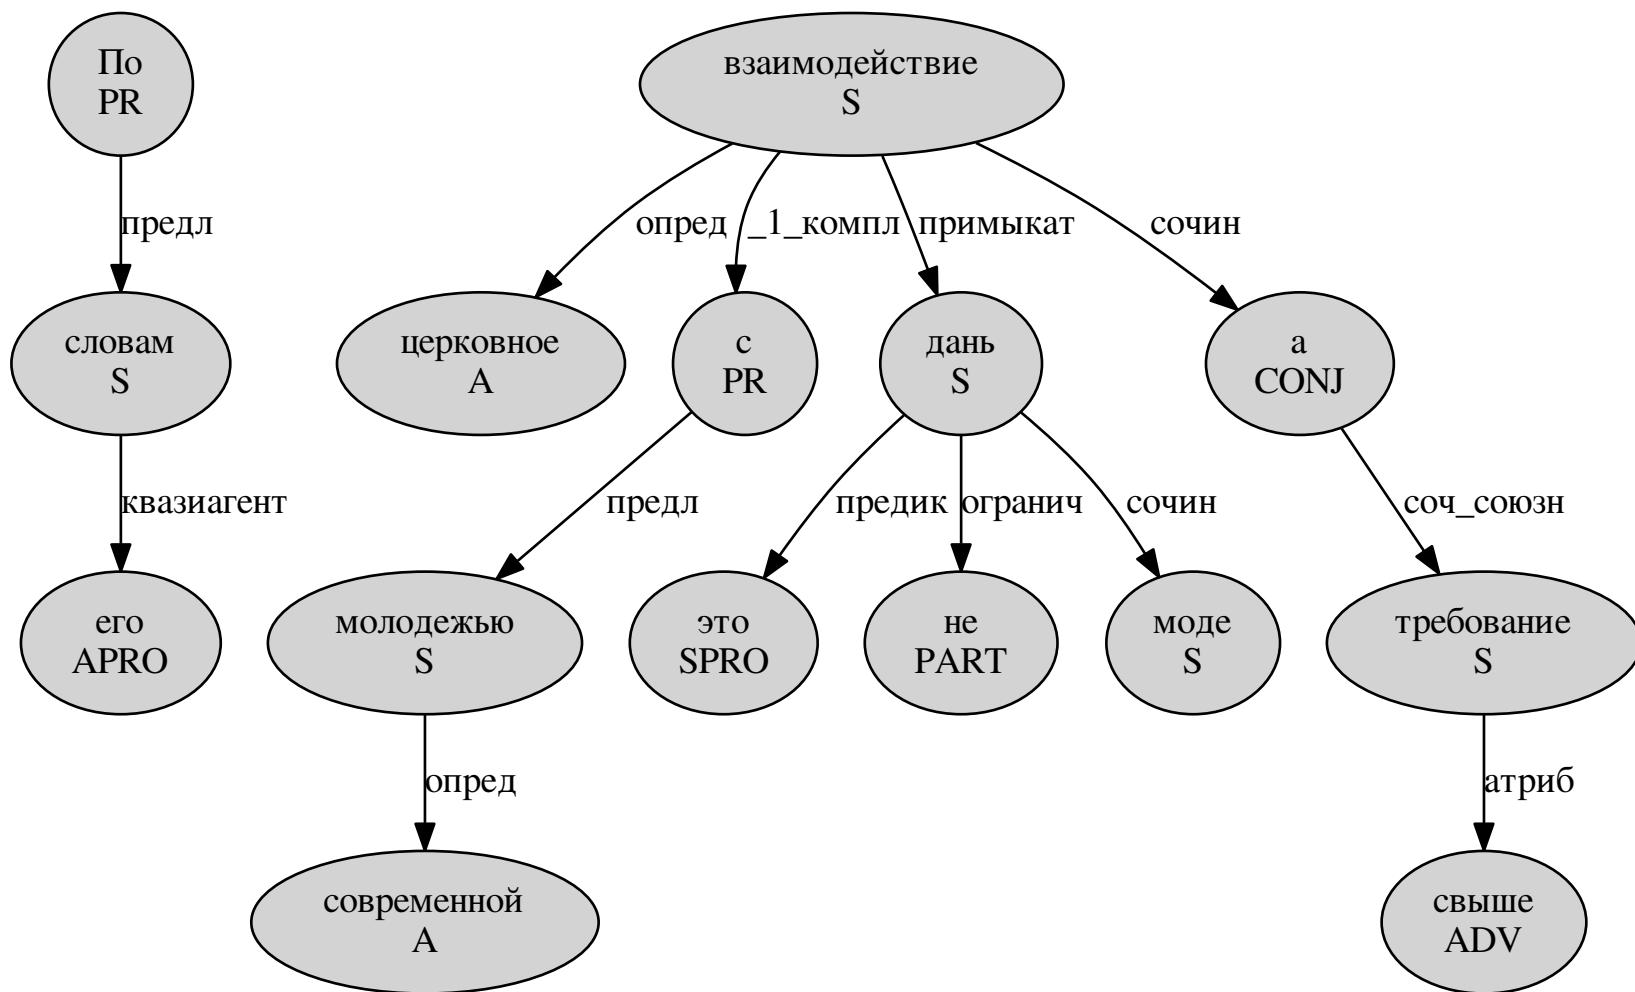 По
PR
взаимодействие
S
предл
опред
_1_компл
примыкат
сочин
словам
S
церковное
A
с
PR
дань
S
а
CONJ
квазиагент
предл
предик
огранич
сочин
соч_союзн
его
APRO
молодежью
S
это
SPRO
не
PART
моде
S
требование
S
опред
атриб
современной
A
свыше
ADV